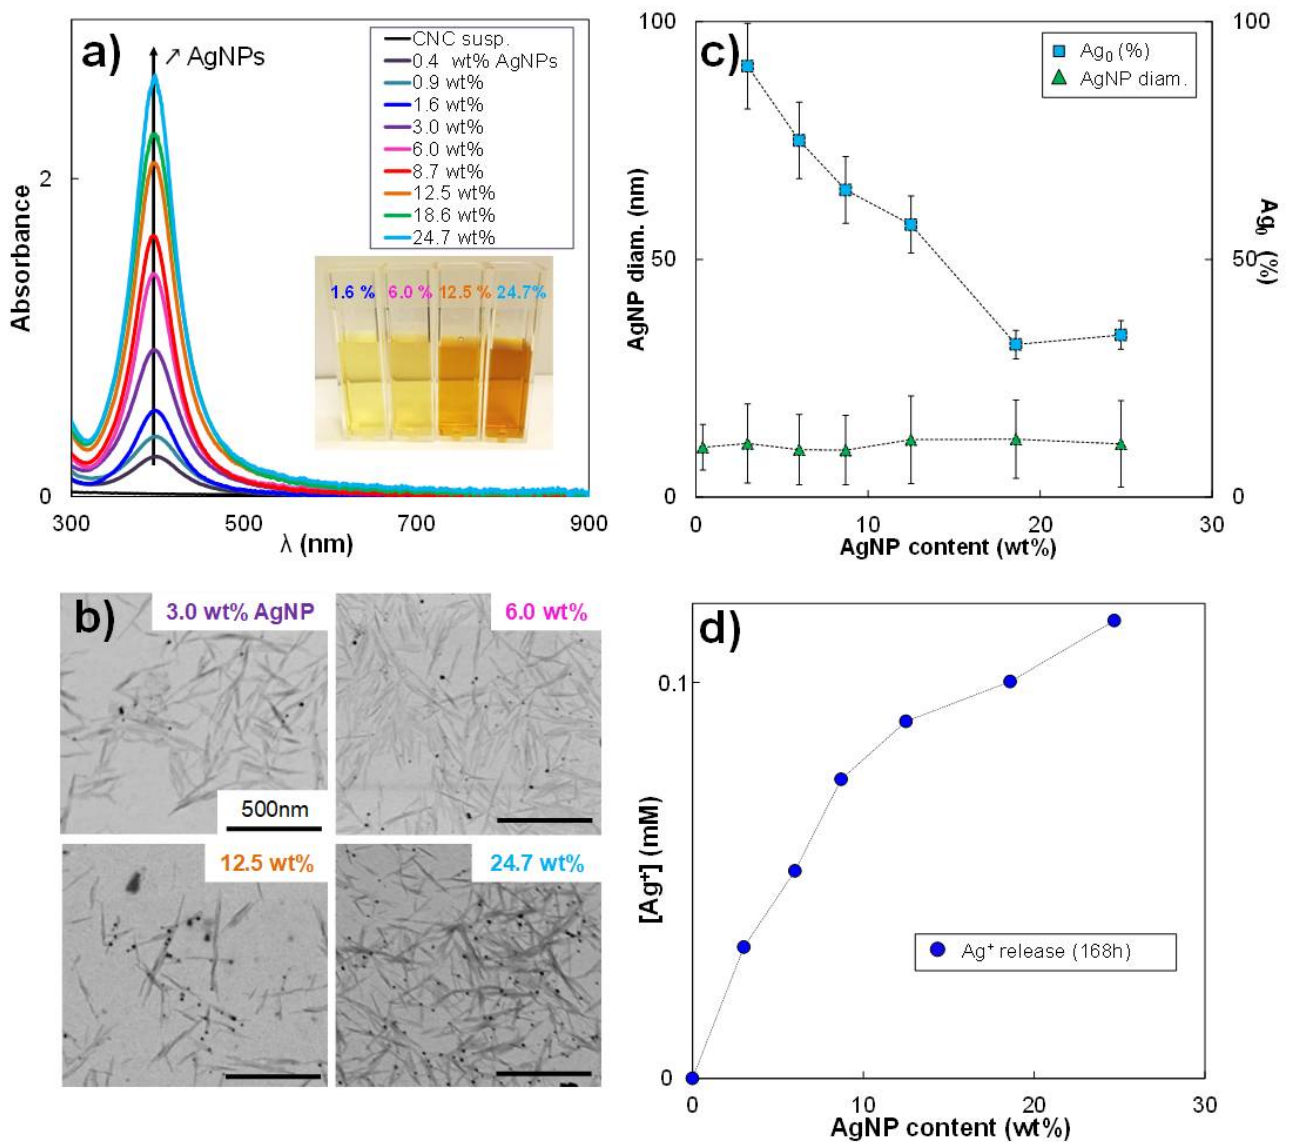 a)
↗ AgNPs
CNC susp.
0.4 wt% AgNPs
0.9 wt%
1.6 wt%
3.0 wt%
6.0 wt%
8.7 wt%
12.5 wt%
18.6 wt%
24.7 wt%
1.6 % 6.0 % 12.5 % 24.7%
2
0
Absorbance
300 500 700 900
λ (nm)
c)
Ag₀ (%)
AgNP diam.
100
50
0
AgNP diam. (nm)
100
50
0
Ag₀ (%)
0 10 20 30
AgNP content (wt%)
b)
3.0 wt% AgNP
6.0 wt%
500nm
12.5 wt%
24.7 wt%
d)
0.1
0
[Ag⁺] (mM)
Ag⁺ release (168h)
0 10 20 30
AgNP content (wt%)